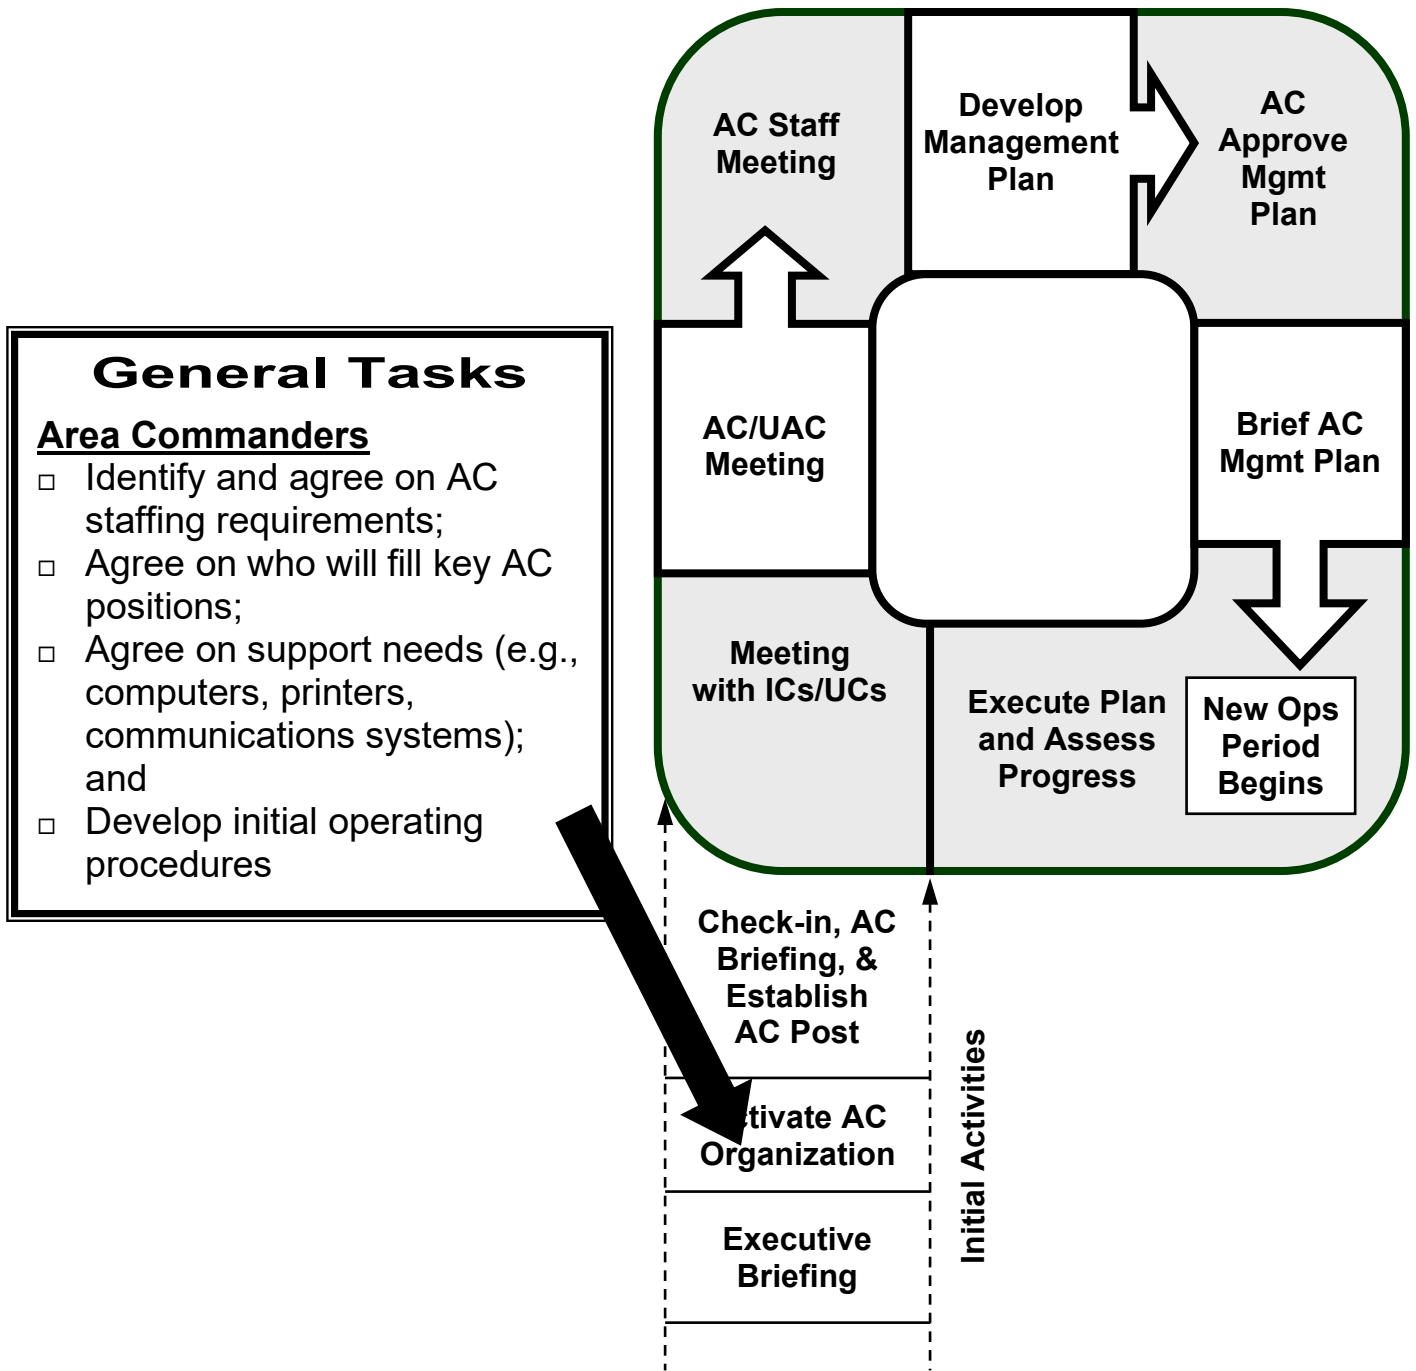 General Tasks
Area Commanders
□ Identify and agree on AC
staffing requirements;
□ Agree on who will fill key AC
positions;
□ Agree on support needs (e.g.,
computers, printers,
communications systems);
and
□ Develop initial operating
procedures
AC Staff
Meeting
Develop
Management
Plan
AC
Approve
Mgmt
Plan
AC/UAC
Meeting
Brief AC
Mgmt Plan
Meeting
with ICs/UCs
Execute Plan
and Assess
Progress
New Ops
Period
Begins
Check-in, AC
Briefing, &
Establish
AC Post
ctivate AC
Organization
Executive
Briefing
Initial Activities